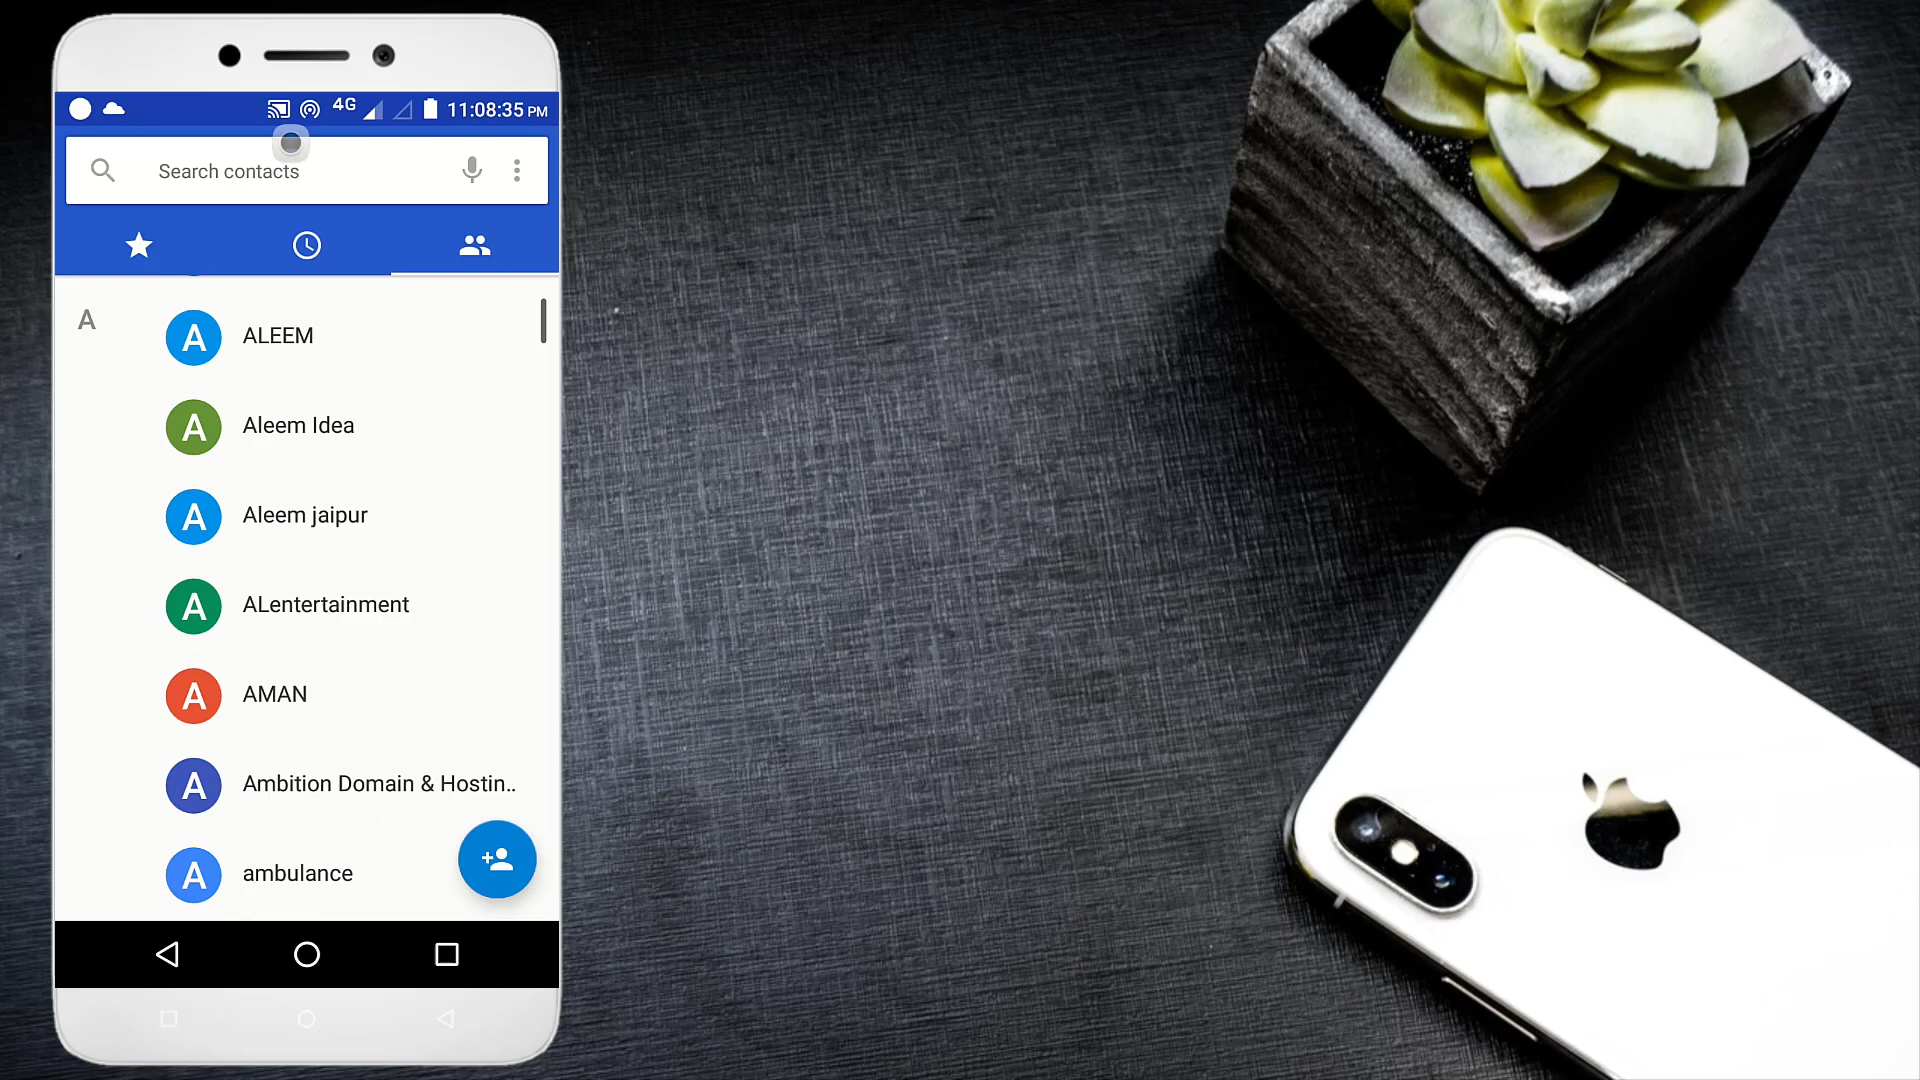 4G 11:08:35 PM
Search contacts
A
A ALEEM
A Aleem Idea
A Aleem jaipur
A ALentertainment
A AMAN
A Ambition Domain & Hostin..
A ambulance